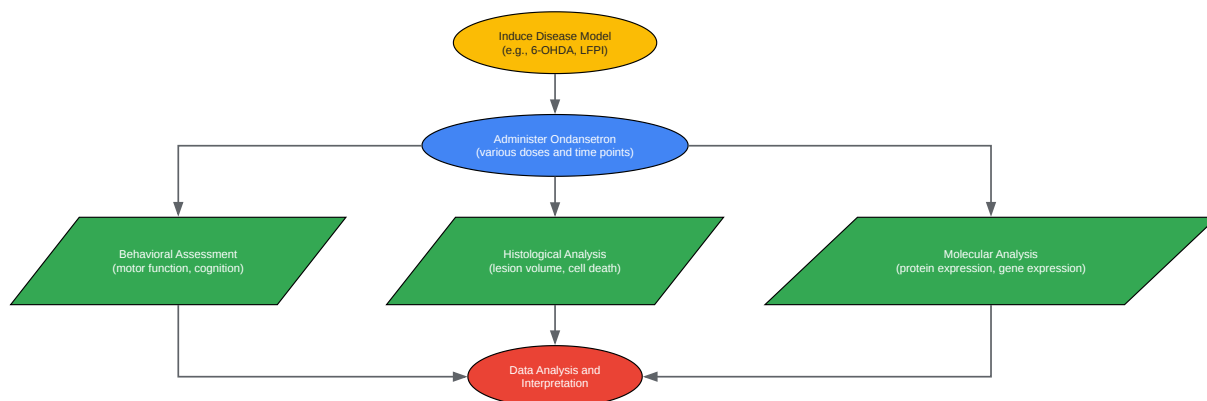 Induce Disease Model
(e.g., 6-OHDA, LFPI)
Administer Ondansetron
(various doses and time points)
Behavioral Assessment
(motor function, cognition)
Histological Analysis
(lesion volume, cell death)
Molecular Analysis
(protein expression, gene expression)
Data Analysis and
Interpretation